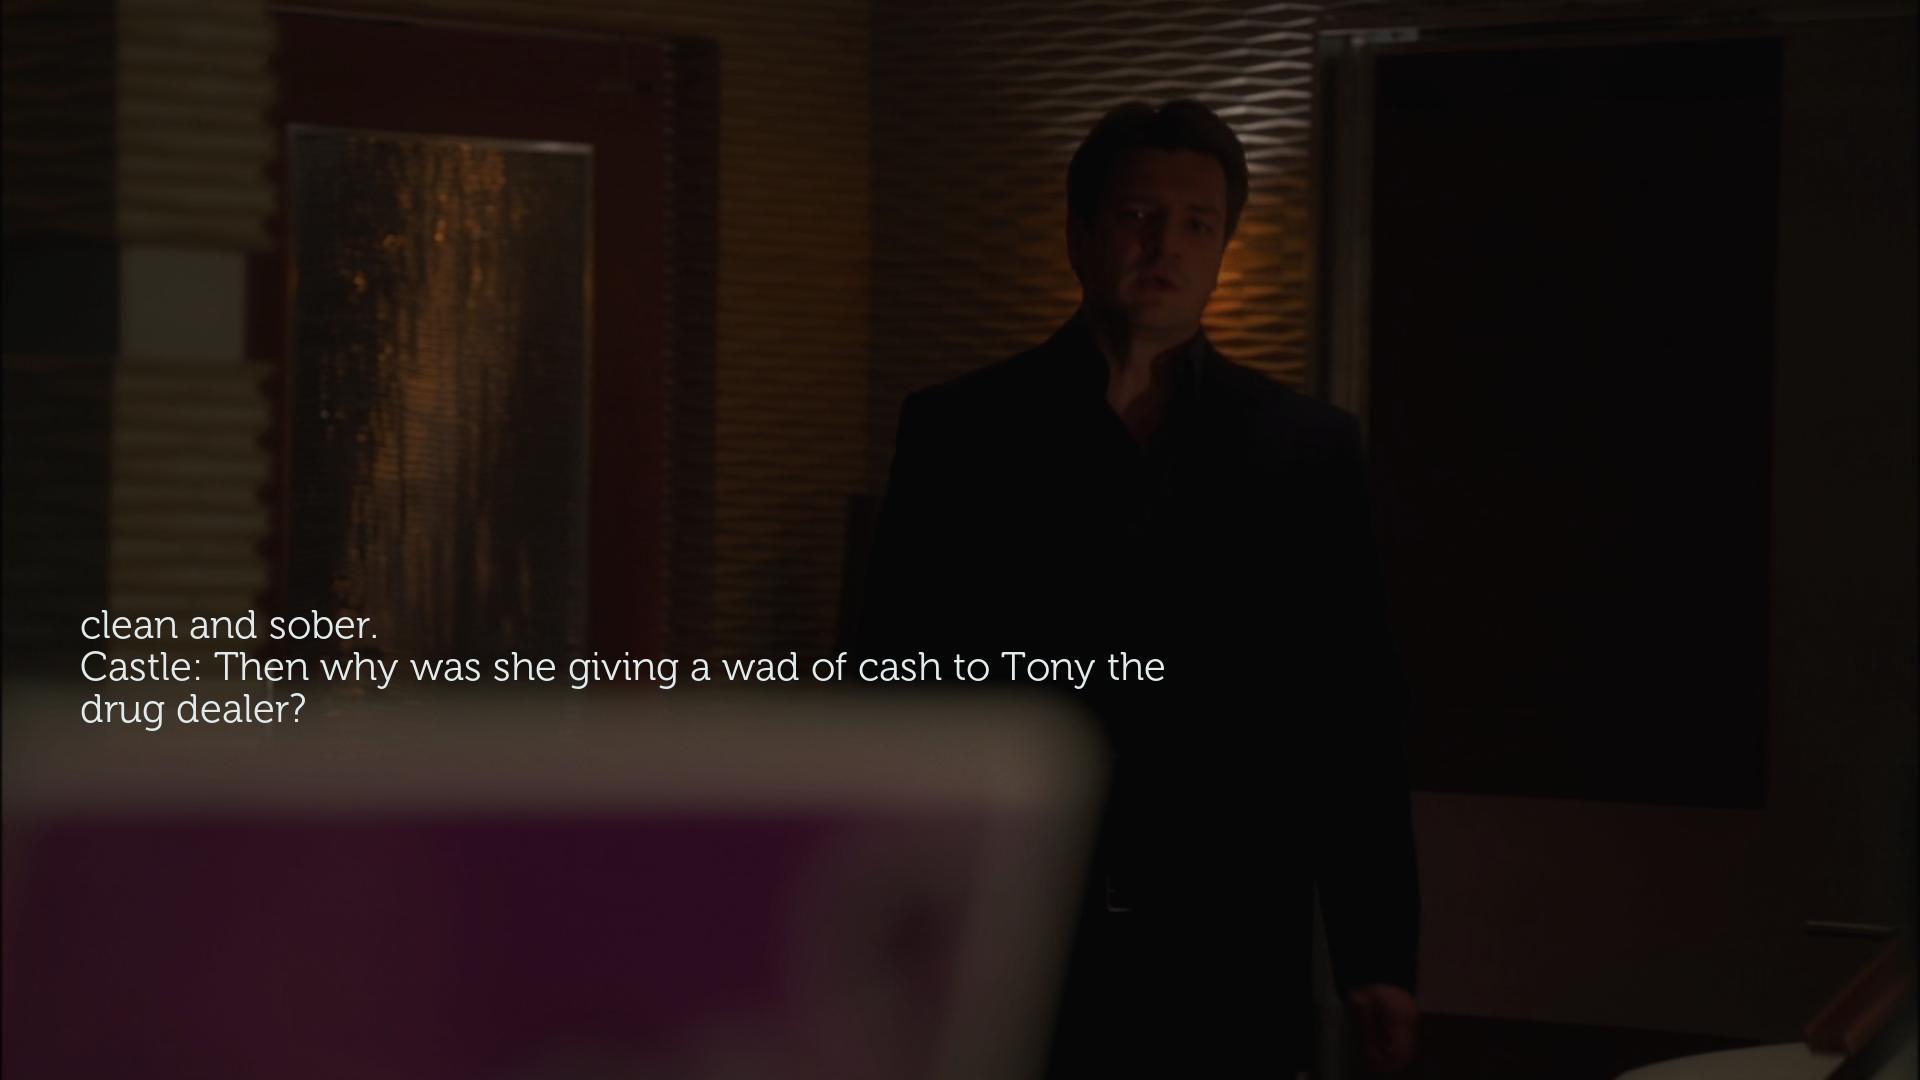 clean and sober.
Castle: Then why was she giving a wad of cash to Tony the
drug dealer?